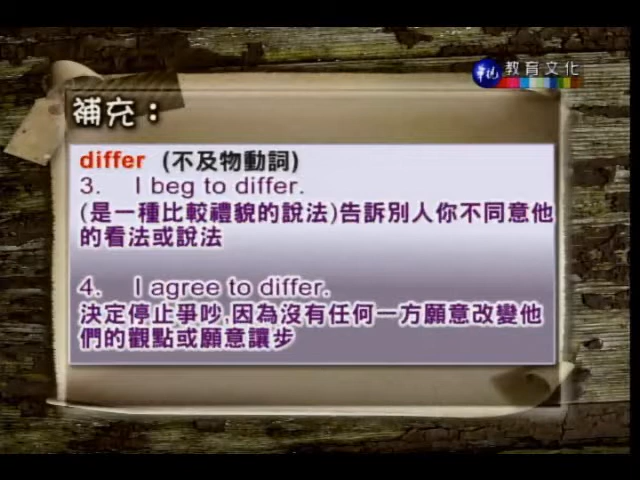 華視 教育文化
補充：
differ (不及物動詞)
3. I beg to differ.
(是一種比較禮貌的說法)告訴別人你不同意他
的看法或說法
4. I agree to differ.
決定停止爭吵,因為沒有任何一方願意改變他
們的觀點或願意讓步